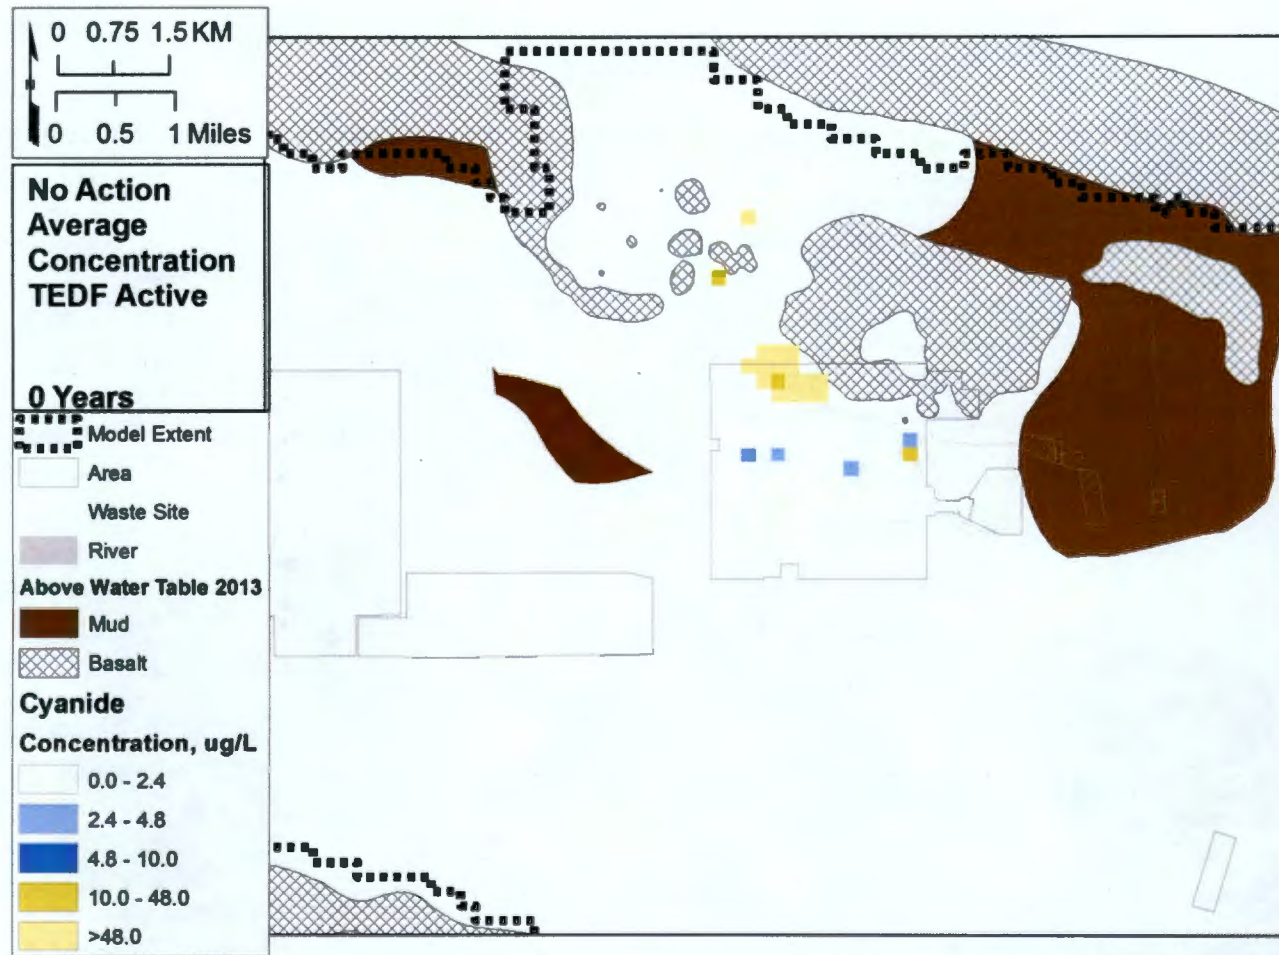 0 0.75 1.5 KM
0 0.5 1 Miles
No Action
Average
Concentration
TEDF Active
0 Years
Model Extent
Area
Waste Site
River
Above Water Table 2013
Mud
Basalt
Cyanide
Concentration, ug/L
0.0 - 2.4
2.4 - 4.8
4.8 - 10.0
10.0 - 48.0
>48.0